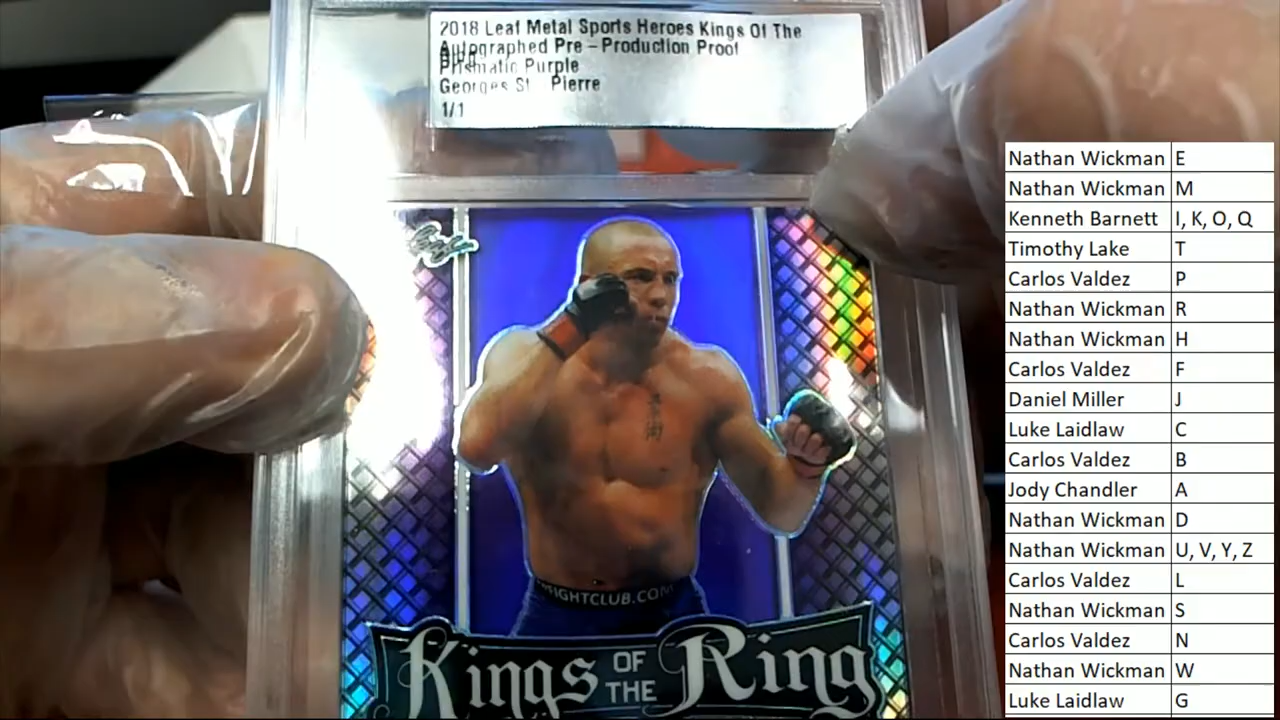 2018 Leaf Metal Sports Heroes Kings Of The
Autographed Pre-Production Proof
Prismatic Purple
Georges St. Pierre
1/1
Leaf
FIGHTCLUB.COM
Kings OF THE Ring
Nathan Wickman E
Nathan Wickman M
Kenneth Barnett I, K, O, Q
Timothy Lake T
Carlos Valdez P
Nathan Wickman R
Nathan Wickman H
Carlos Valdez F
Daniel Miller J
Luke Laidlaw C
Carlos Valdez B
Jody Chandler A
Nathan Wickman D
Nathan Wickman U, V, Y, Z
Carlos Valdez L
Nathan Wickman S
Carlos Valdez N
Nathan Wickman W
Luke Laidlaw G